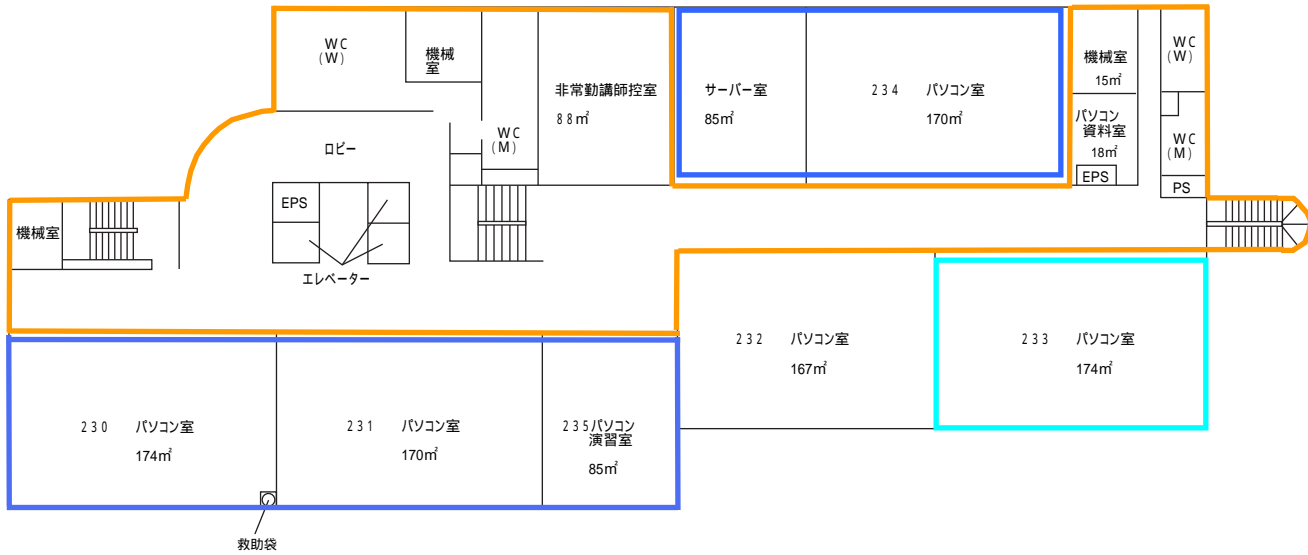 WC
(W)
機械
室
非常勤講師控室
88㎡
サーバー室
85㎡
234 パソコン室
170㎡
機械室
15㎡
WC
(W)
パソコン
資料室
18㎡
EPS
WC
(M)
PS
WC
(M)
ロビー
EPS
エレベーター
機械室
232 パソコン室
167㎡
233 パソコン室
174㎡
230 パソコン室
174㎡
231 パソコン室
170㎡
235パソコン
演習室
85㎡
救助袋